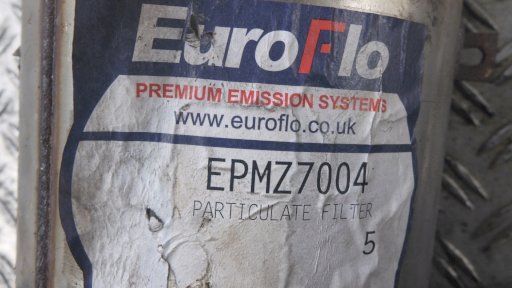 EuroFlo
PREMIUM EMISSION SYSTEMS
www.euroflo.co.uk
EPMZ7004
PARTICULATE FILTER
5